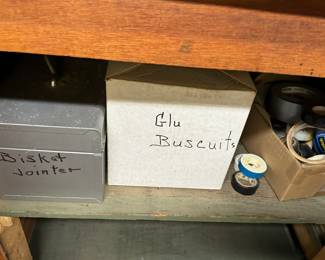 Bisket
Jointer
Glu
Buscuits